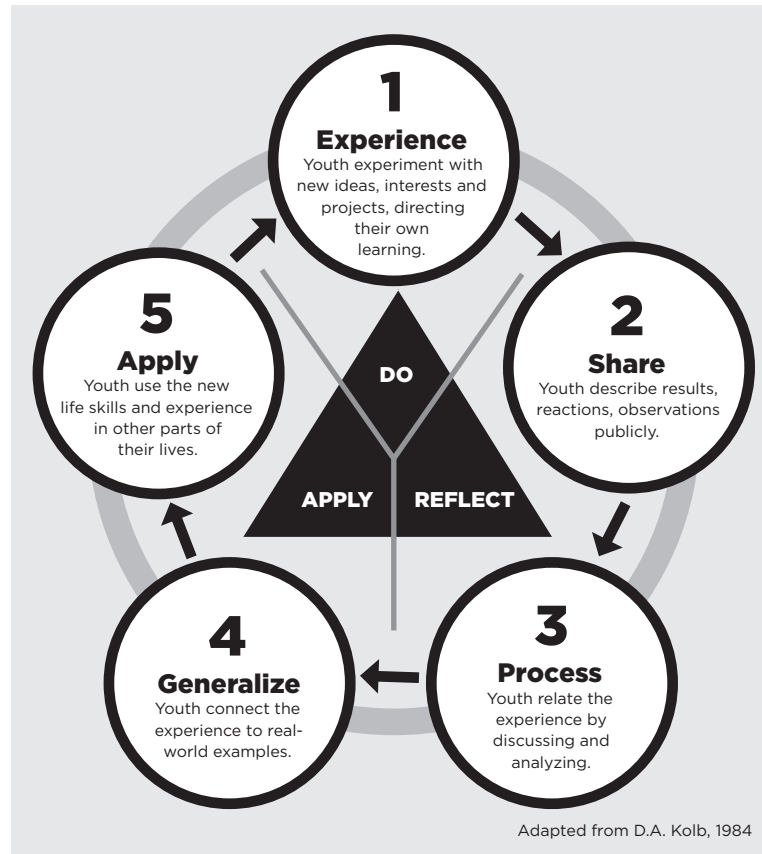 1
Experience
Youth experiment with
new ideas, interests and
projects, directing
their own
learning.
2
Share
Youth describe results,
reactions, observations
publicly.
3
Process
Youth relate the
experience by
discussing and
analyzing.
4
Generalize
Youth connect the
experience to real-
world examples.
5
Apply
Youth use the new
life skills and experience
in other parts of
their lives.
DO
APPLY REFLECT
Adapted from D.A. Kolb, 1984